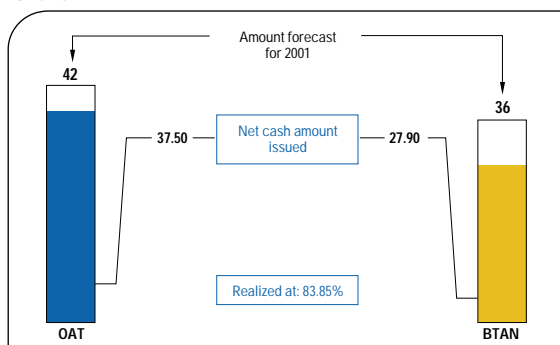 Amount forecast
for 2001
42
36
37.50
Net cash amount
issued
27.90
Realized at: 83.85%
OAT
BTAN